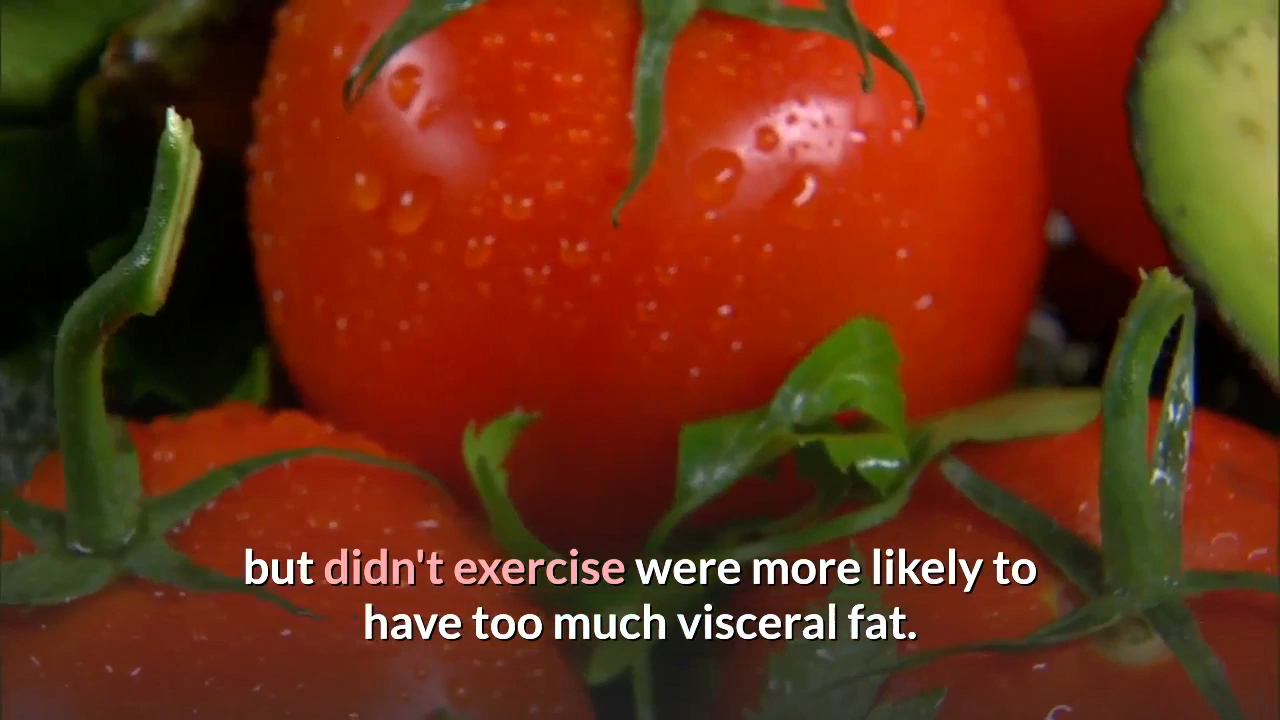 but didn't exercise were more likely to
have too much visceral fat.